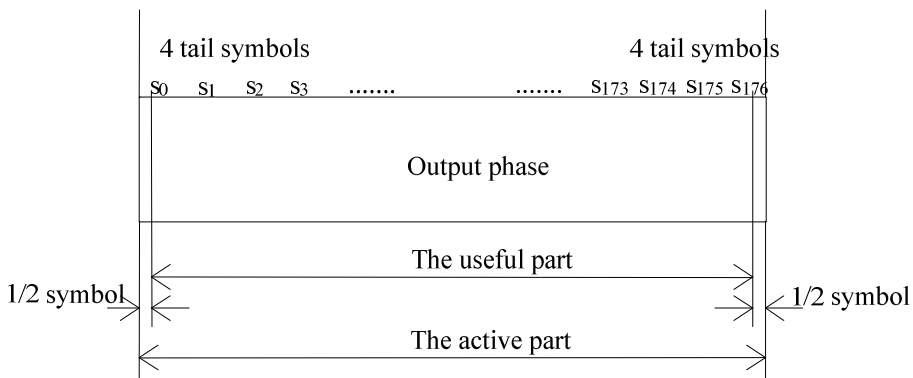 4 tail symbols 4 tail symbols
s0 s1 s2 s3 ....... ....... s173 s174 s175 s176
Output phase
The useful part
1/2 symbol 1/2 symbol
The active part